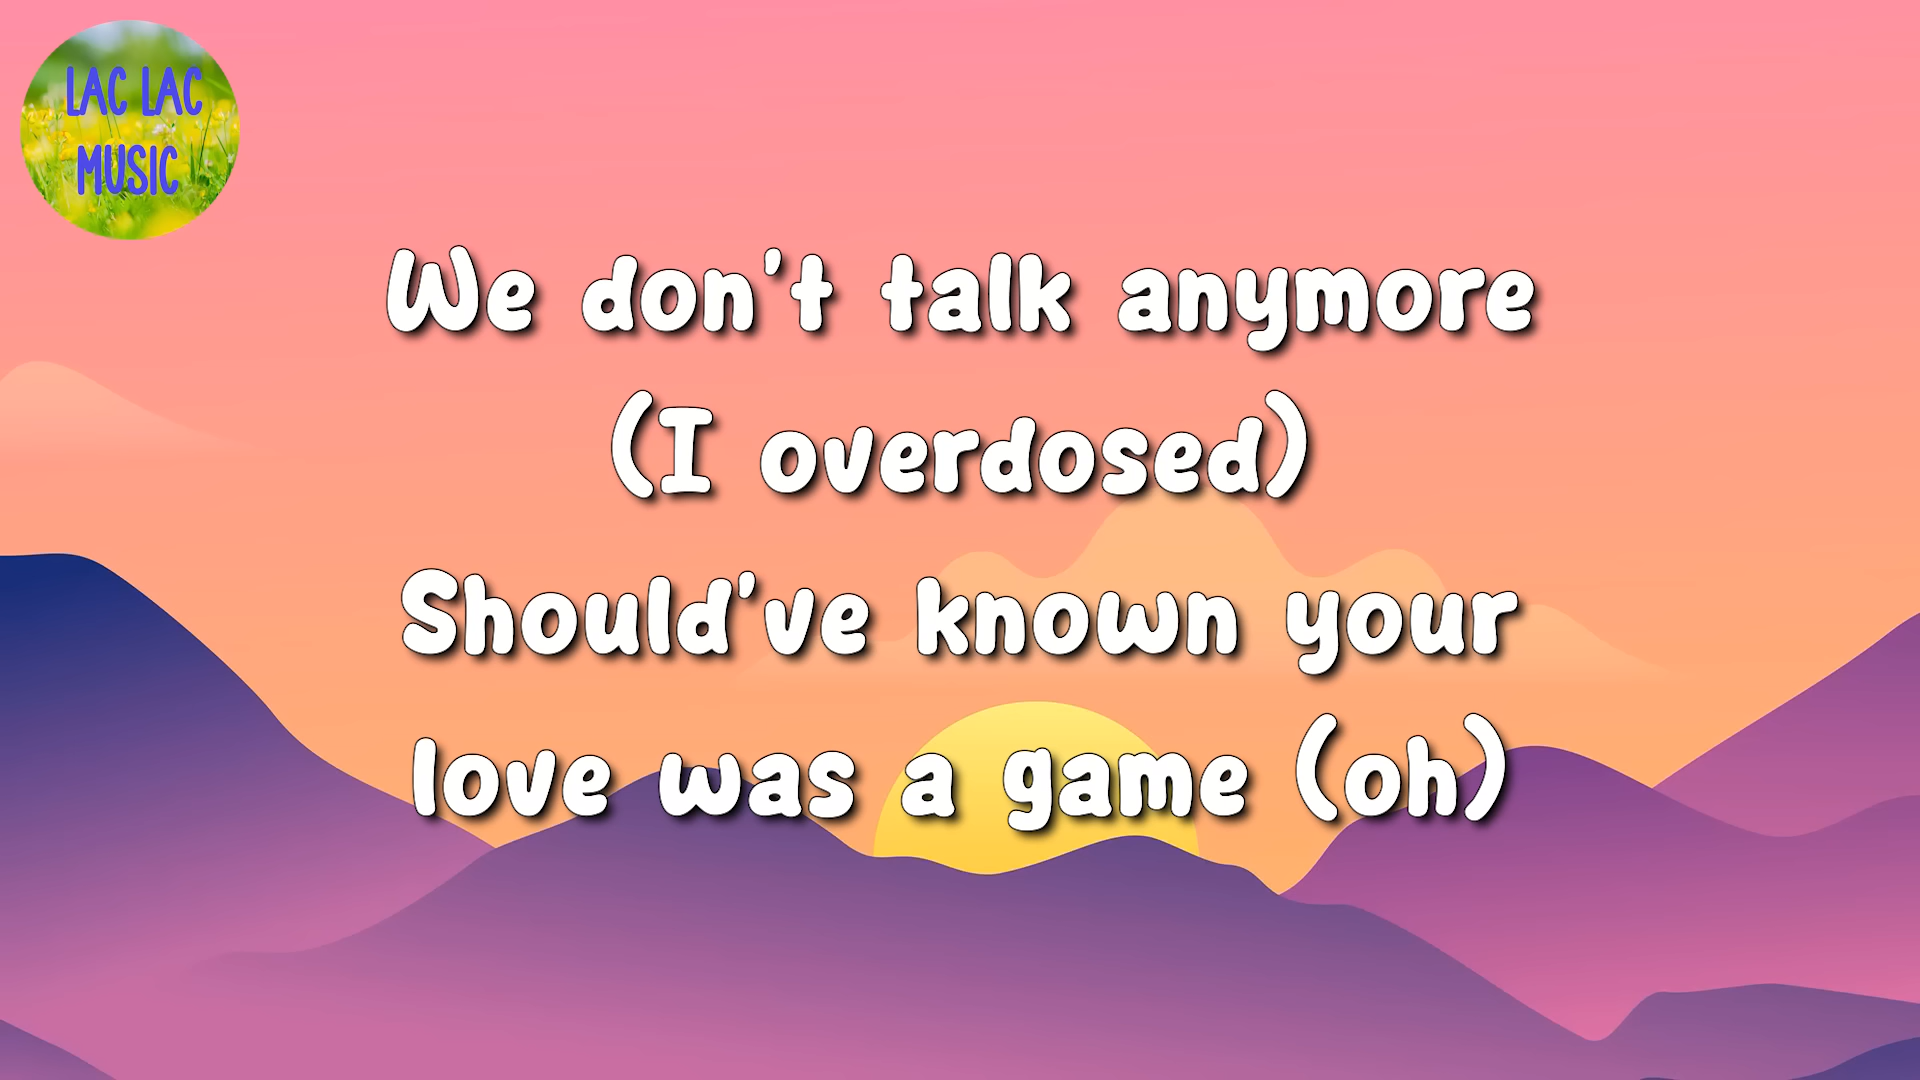 LAC LAC
MUSIC
We don't talk anymore
(I overdosed)
Should've known your
love was a game (oh)